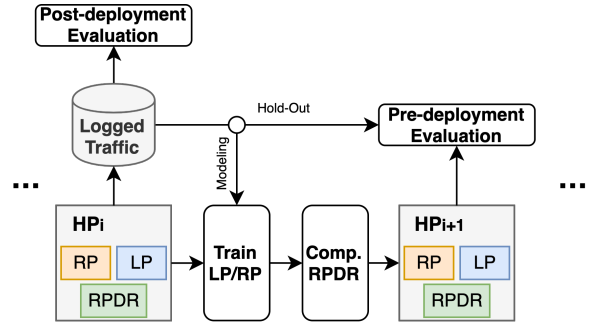 Post-deployment
Evaluation
Logged
Traffic
Hold-Out
Modeling
Pre-deployment
Evaluation
...
...
HPi
RP
LP
RPDR
Train
LP/RP
Comp.
RPDR
HPi+1
RP
LP
RPDR